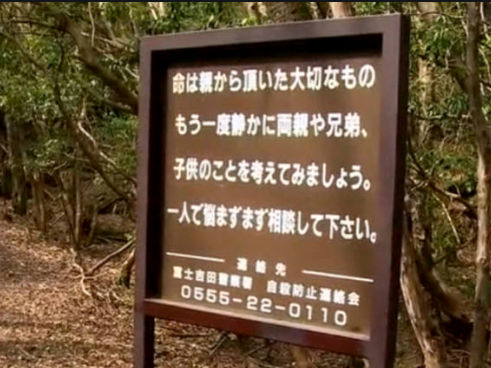 命は親から頂いた大切なもの
もう一度静かに両親や兄弟、
子供のことを考えてみましょう。
一人で悩まずまず相談して下さい。
連絡先
富士吉田警察署 自殺防止連絡会
0555-22-0110